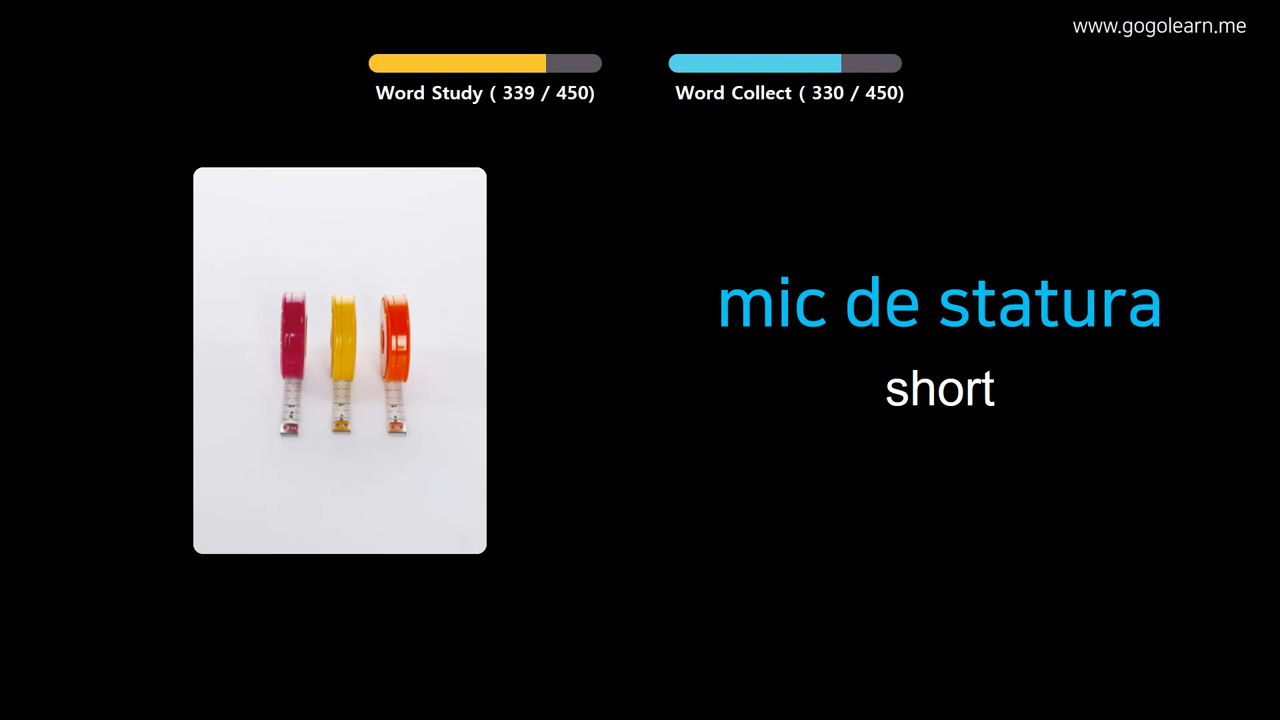 www.gogolearn.me
Word Study ( 339 / 450)
Word Collect ( 330 / 450)
mic de statura
short